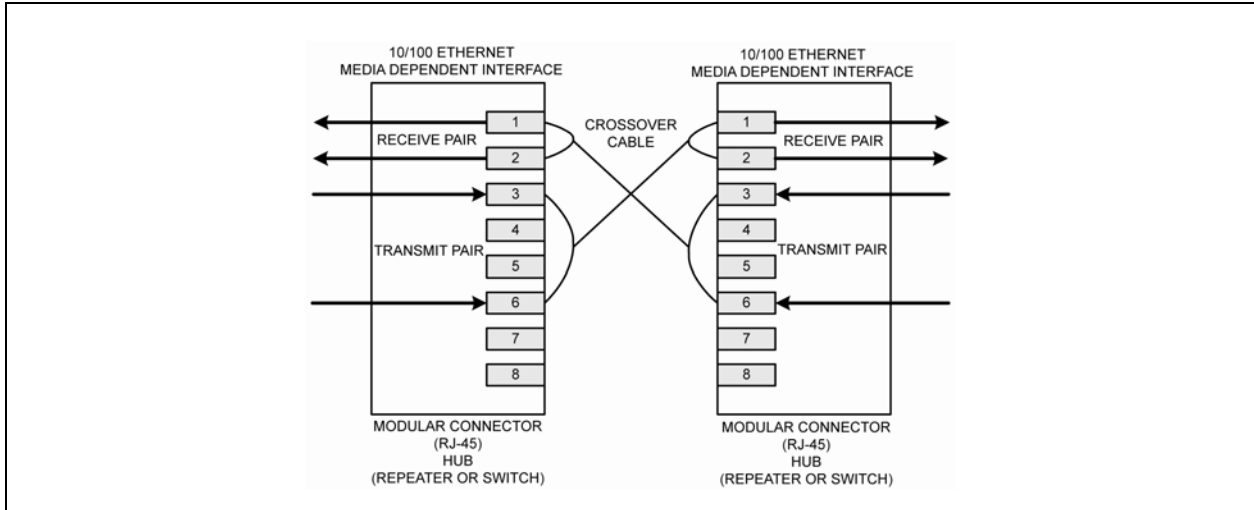 10/100 ETHERNET
MEDIA DEPENDENT INTERFACE
1
RECEIVE PAIR
2
3
4
TRANSMIT PAIR
5
6
7
8
MODULAR CONNECTOR
(RJ-45)
HUB
(REPEATER OR SWITCH)
CROSSOVER
CABLE
10/100 ETHERNET
MEDIA DEPENDENT INTERFACE
1
RECEIVE PAIR
2
3
4
TRANSMIT PAIR
5
6
7
8
MODULAR CONNECTOR
(RJ-45)
HUB
(REPEATER OR SWITCH)